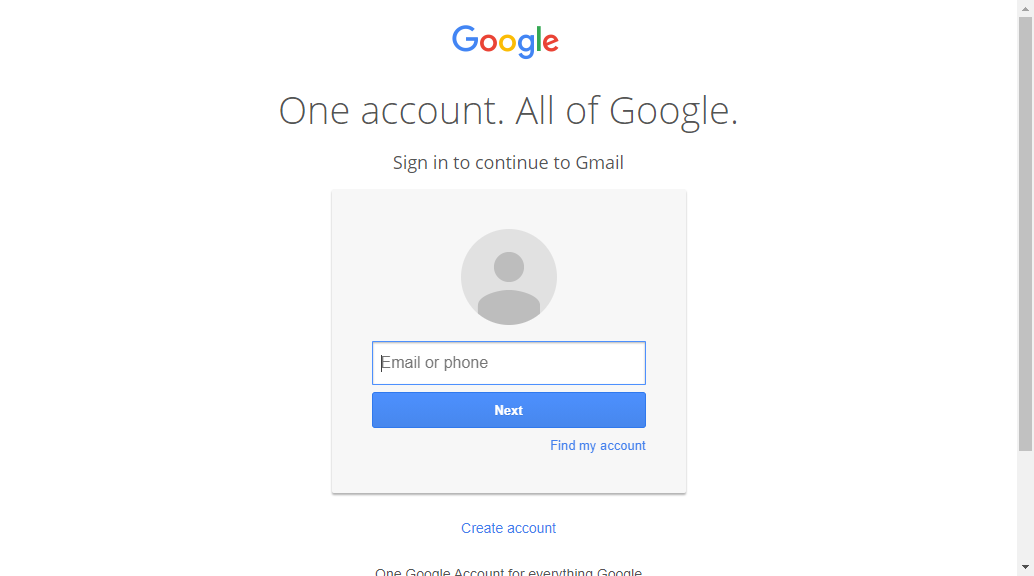 Google
One account. All of Google.
Sign in to continue to Gmail
Email or phone
Next
Find my account
Create account
One Google Account for everything Google